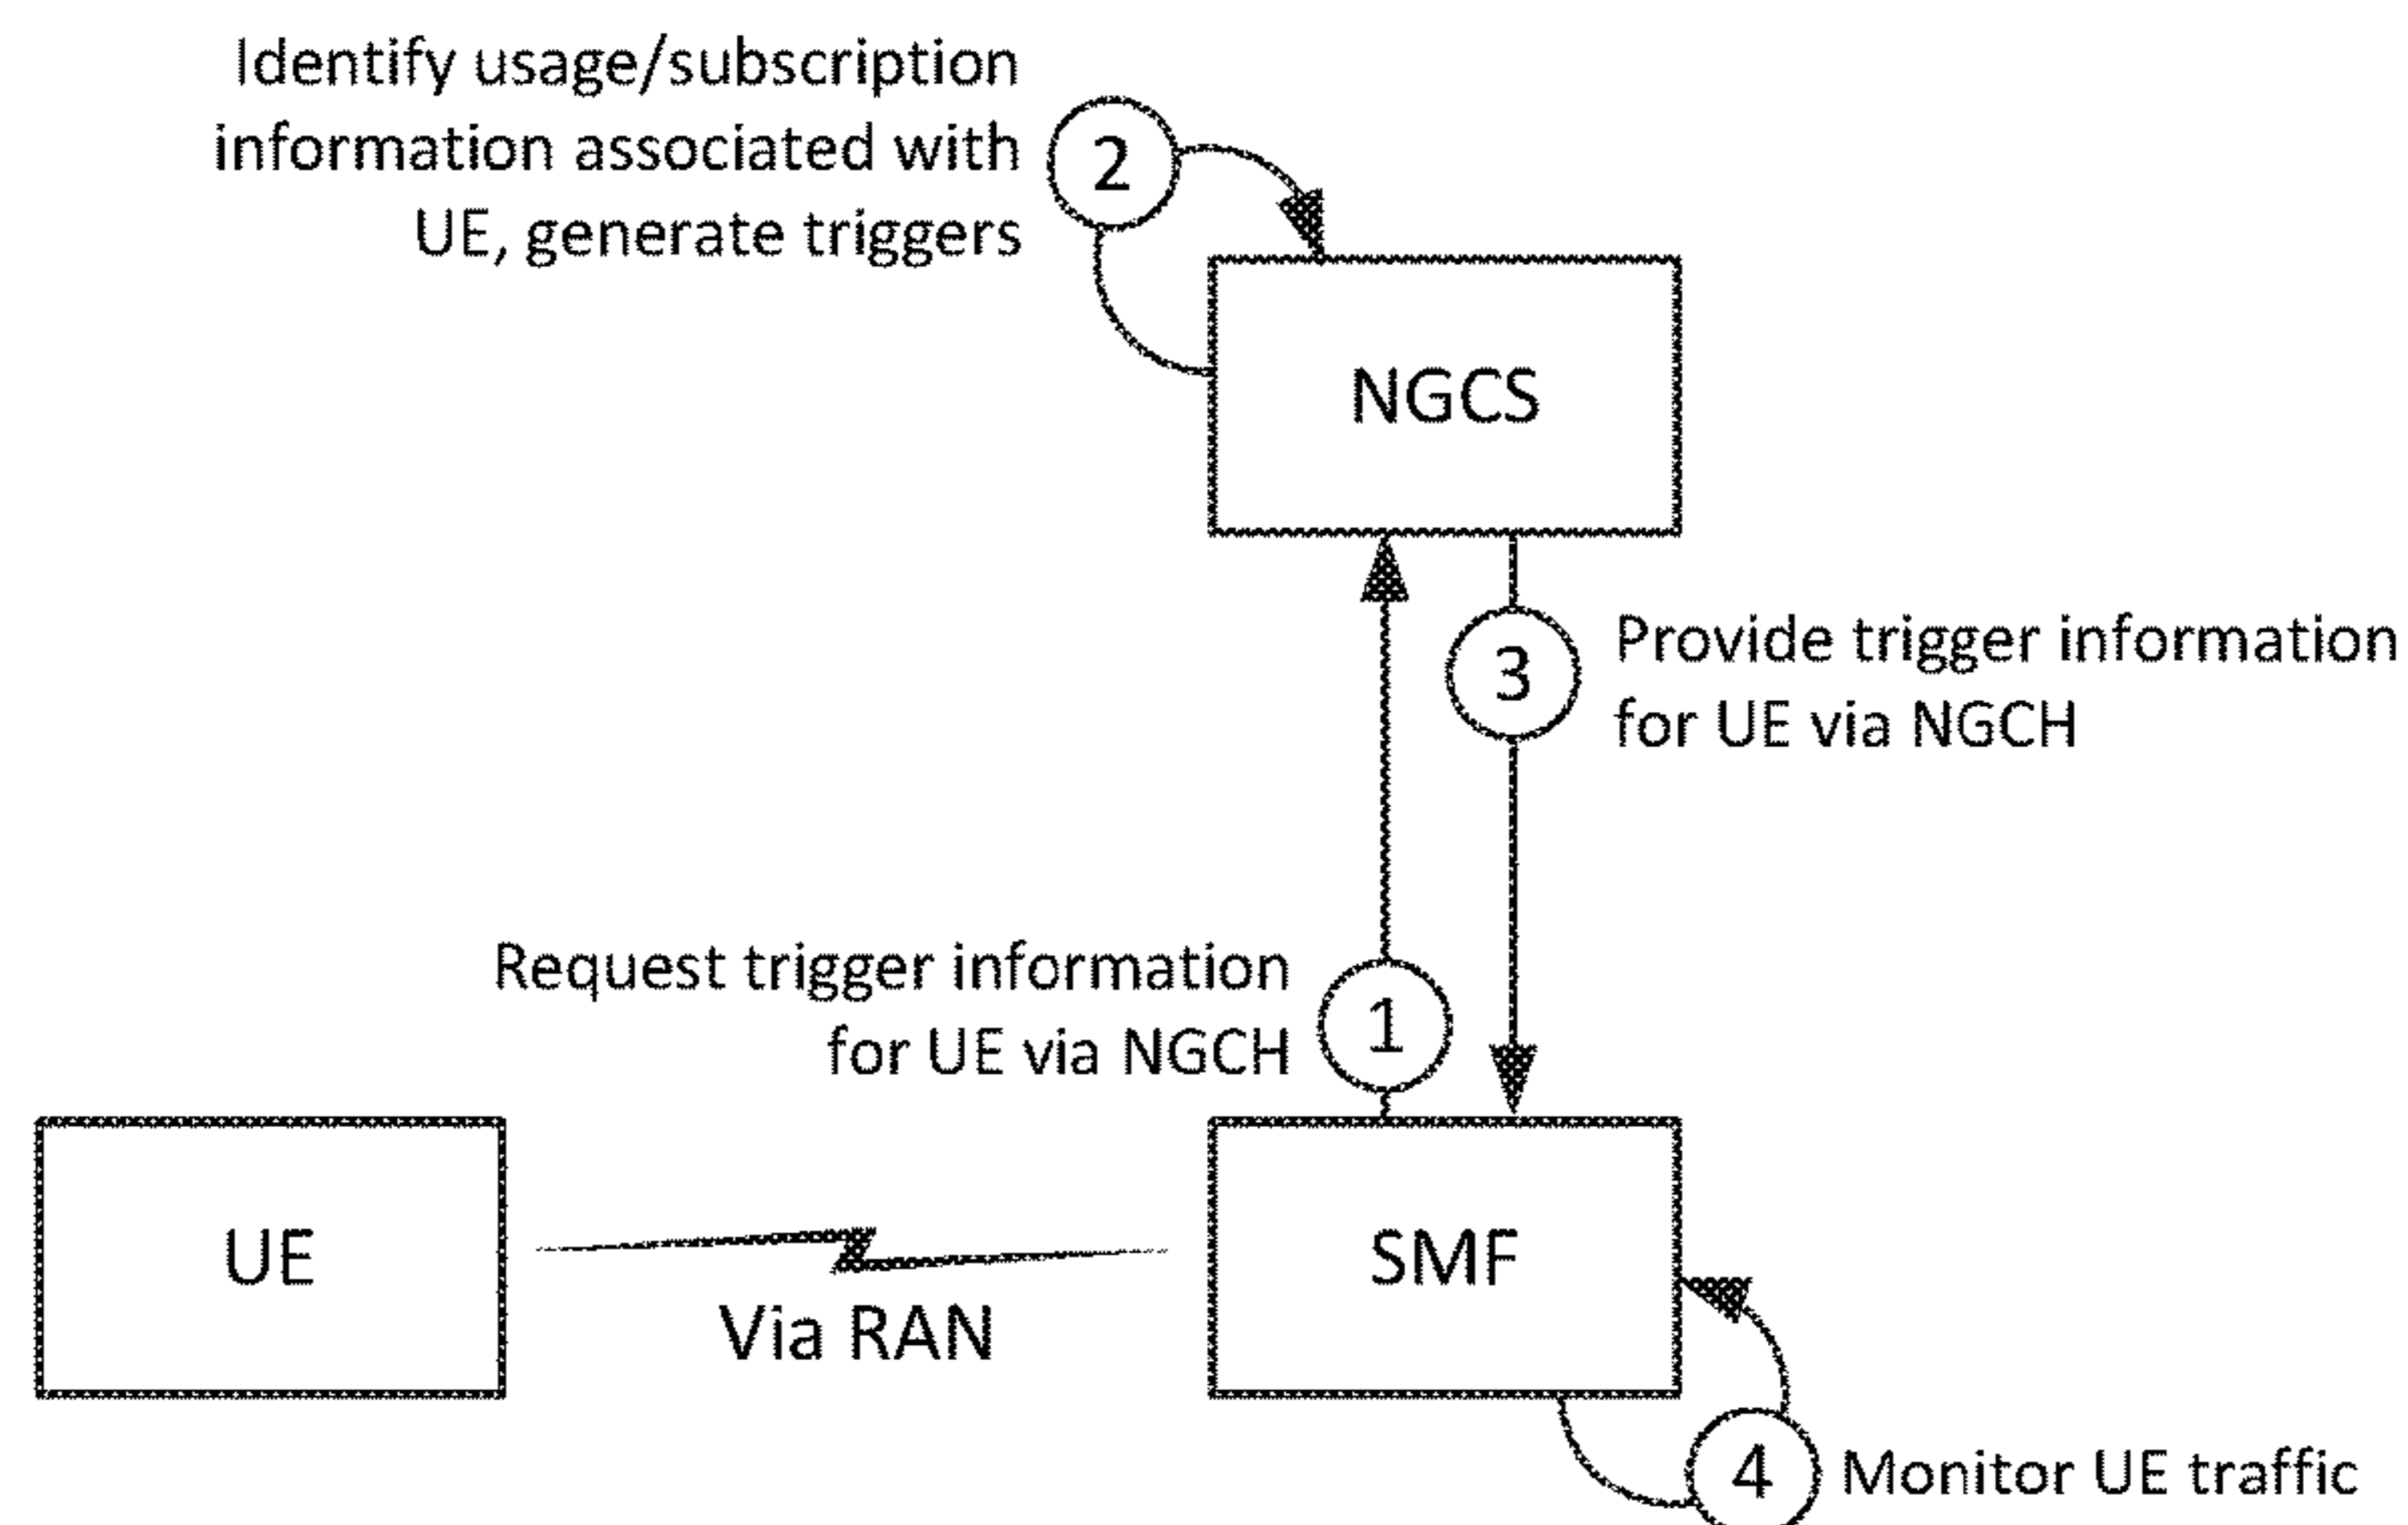 Identify usage/subscription
information associated with
UE, generate triggers
2
NGCS
3
Provide trigger information
for UE via NGCH
Request trigger information
for UE via NGCH
1
UE
Via RAN
SMF
4
Monitor UE traffic